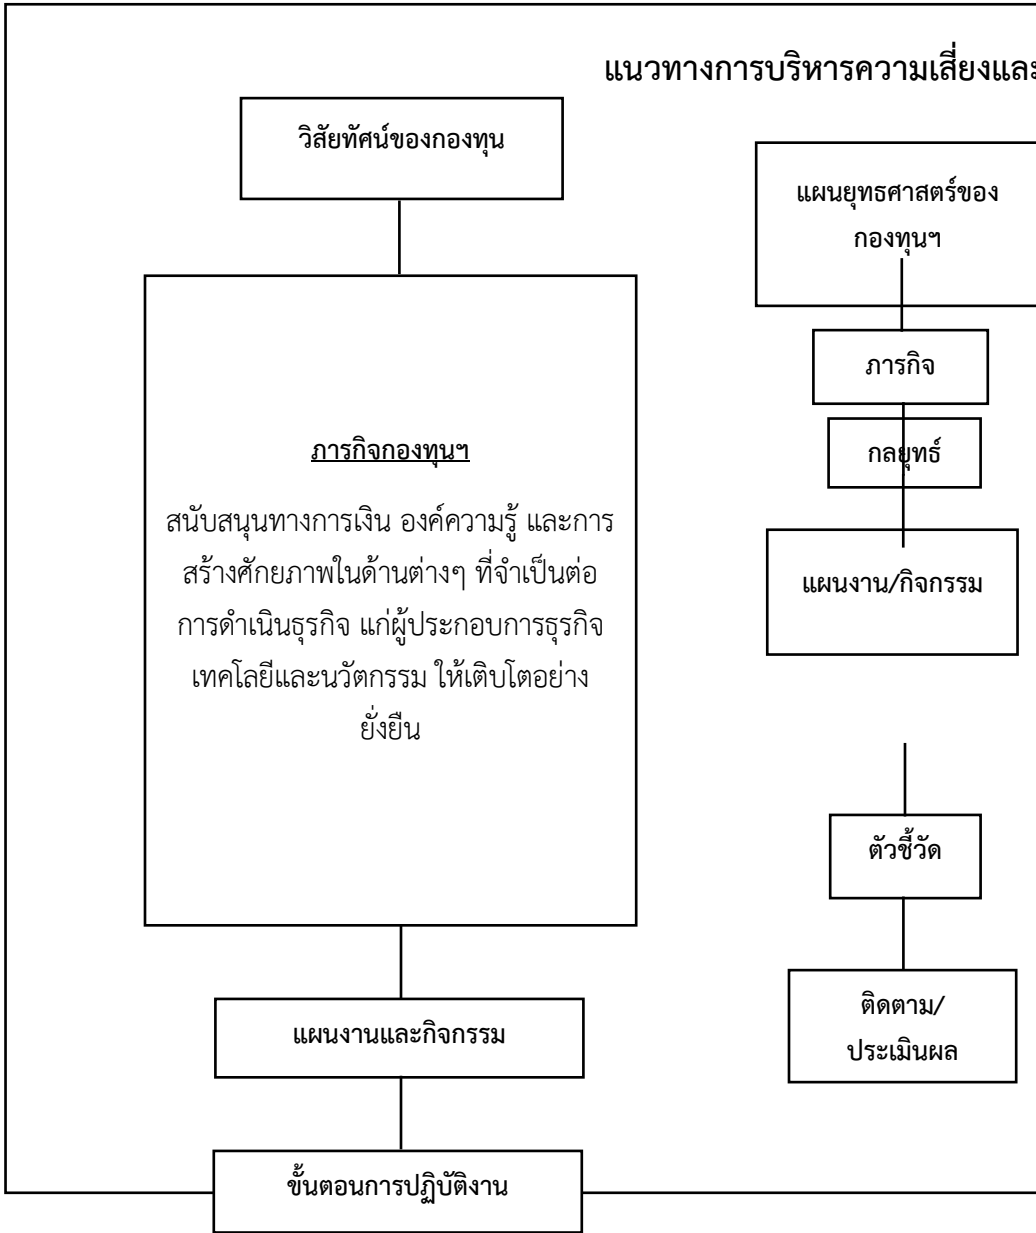 แนวทางการบริหารความเสี่ยงและ
วิสัยทัศน์ของกองทุน
ภารกิจกองทุนฯ
สนับสนุนทางการเงิน องค์ความรู้ และการ
สร้างศักยภาพในด้านต่างๆ ที่จำเป็นต่อ
การดำเนินธุรกิจ แก่ผู้ประกอบการธุรกิจ
เทคโลยีและนวัตกรรม ให้เติบโตอย่าง
ยั่งยืน
แผนงานและกิจกรรม
ขั้นตอนการปฏิบัติงาน
แผนยุทธศาสตร์ของ
กองทุนฯ
ภารกิจ
กลยุทธ์
แผนงาน/กิจกรรม
ตัวชี้วัด
ติดตาม/
ประเมินผล